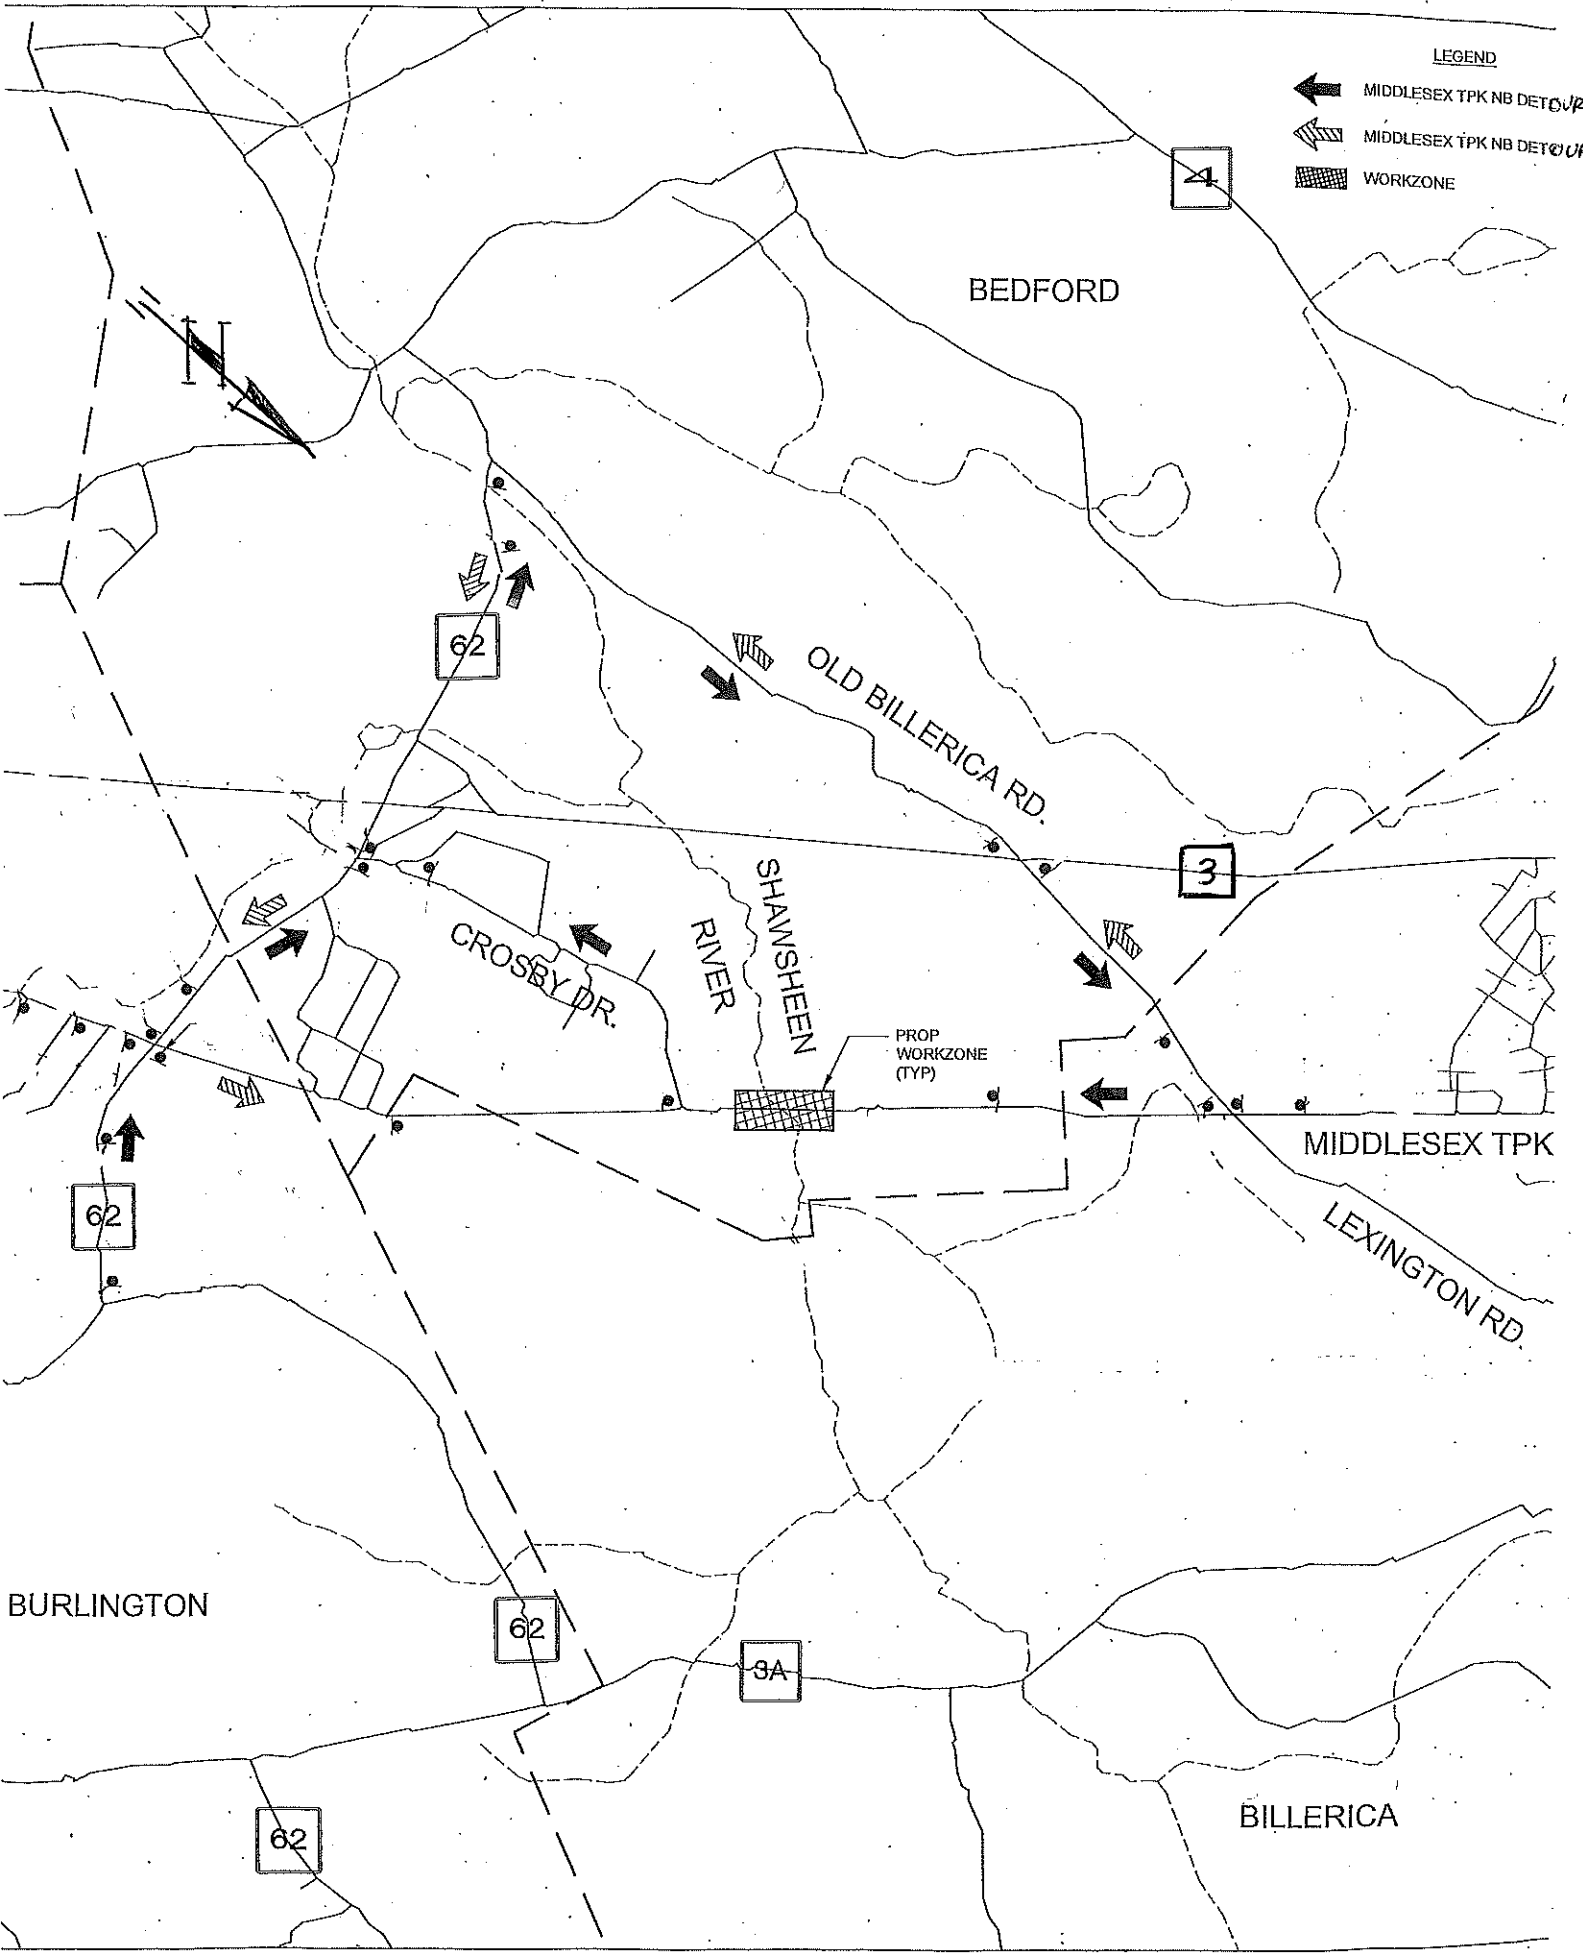 LEGEND
MIDDLESEX TPK NB DETOUR
MIDDLESEX TPK NB DETOUR
WORKZONE
4
BEDFORD
N
62
OLD BILLERICA RD.
3
SHAWSHEEN
RIVER
CROSBY DR.
PROP
WORKZONE
(TYP)
MIDDLESEX TPK
62
LEXINGTON RD.
BURLINGTON
62
3A
BILLERICA
62